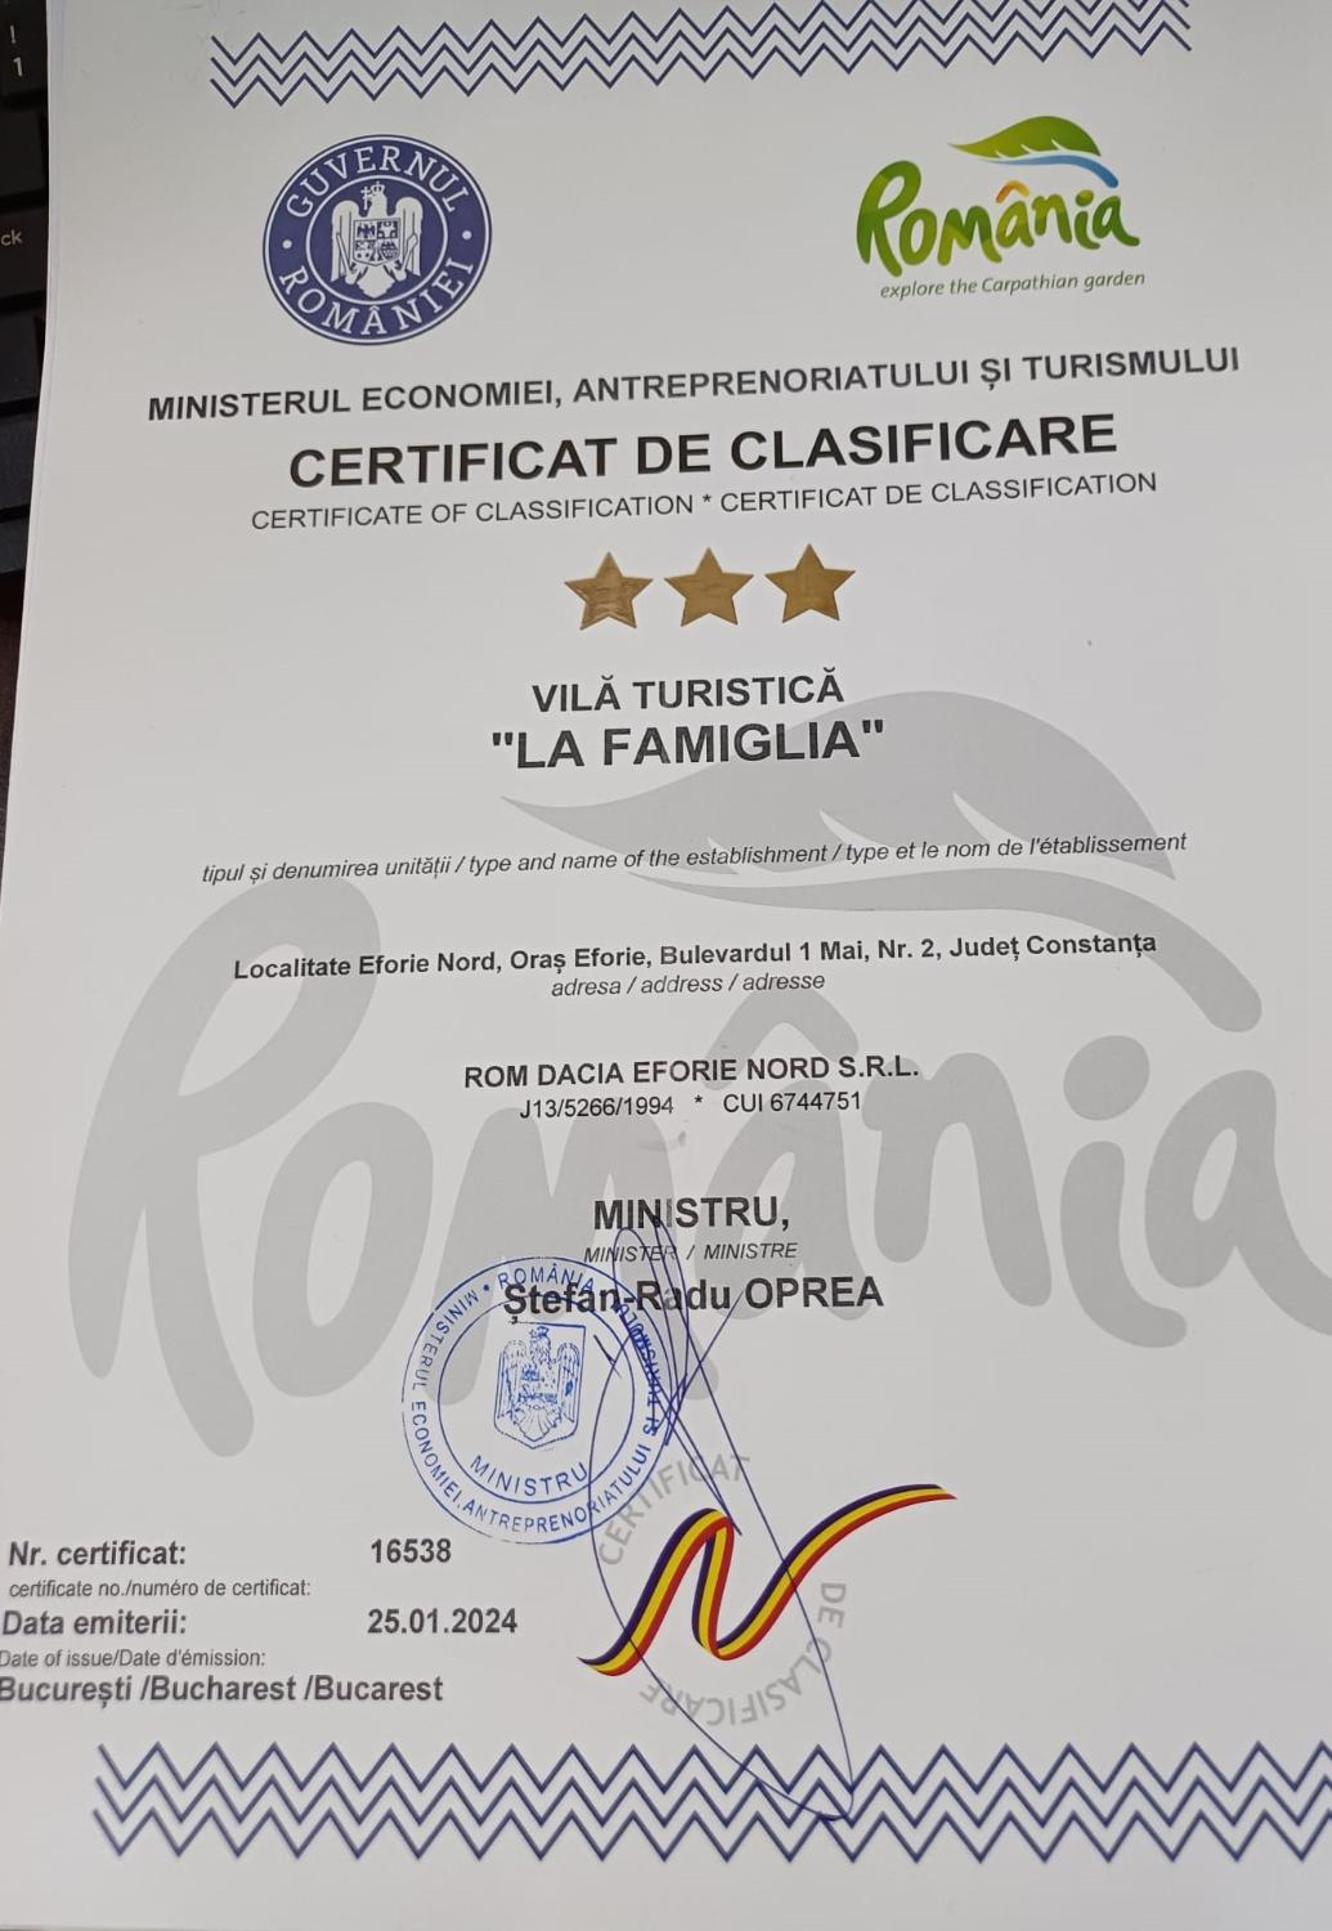 !
1
ck
GUVERNUL ROMÂNIEI
România
explore the Carpathian garden
MINISTERUL ECONOMIEI, ANTREPRENORIATULUI ȘI TURISMULUI
CERTIFICAT DE CLASIFICARE
CERTIFICATE OF CLASSIFICATION * CERTIFICAT DE CLASSIFICATION
VILĂ TURISTICĂ
"LA FAMIGLIA"
tipul și denumirea unității / type and name of the establishment / type et le nom de l'établissement
Localitate Eforie Nord, Oraș Eforie, Bulevardul 1 Mai, Nr. 2, Județ Constanța
adresa / address / adresse
România
ROM DACIA EFORIE NORD S.R.L.
J13/5266/1994 * CUI 6744751
MINISTRU,
MINISTER / MINISTRE
Ștefan-Radu OPREA
• ROMÂNIA • MINISTERUL ECONOMIEI, ANTREPRENORIATULUI ȘI TURISMULUI
MINISTRU
CERTIFICAT DE CLASIFICARE
Nr. certificat: 16538
certificate no./numéro de certificat:
Data emiterii: 25.01.2024
Date of issue/Date d'émission:
București /Bucharest /Bucarest